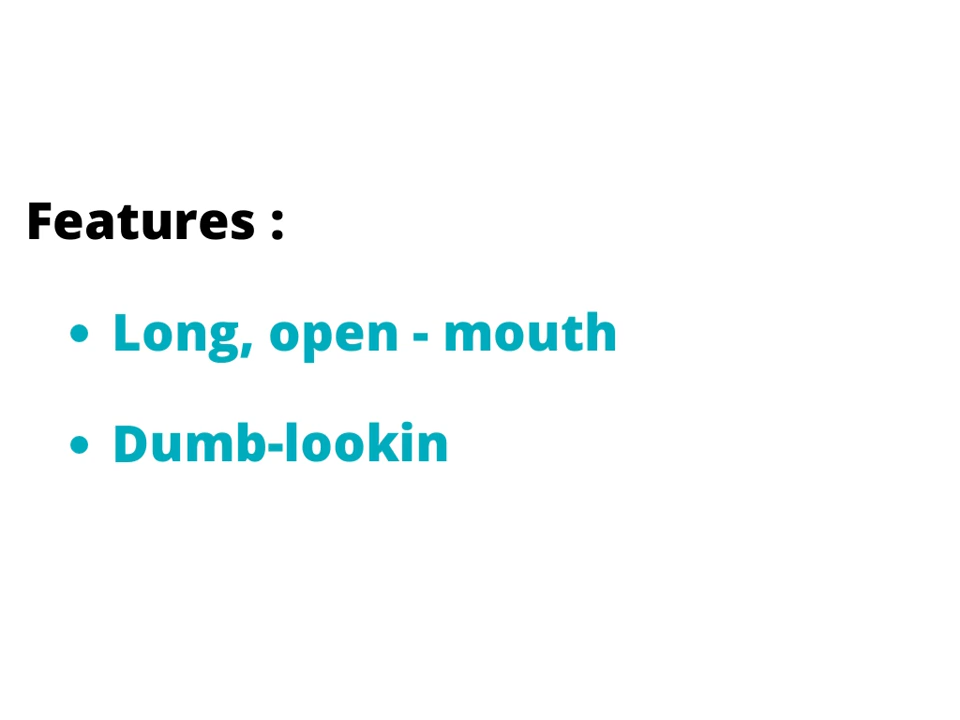 Features :
• Long, open - mouth
• Dumb-lookin